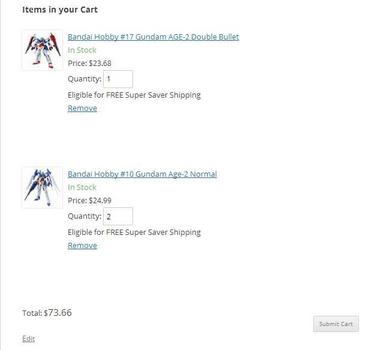 Items in your Cart
Bandai Hobby #17 Gundam AGE-2 Double Bullet
In Stock
Price: $23.68
Quantity: 1
Eligible for FREE Super Saver Shipping
Remove
Bandai Hobby #10 Gundam Age-2 Normal
In Stock
Price: $24.99
Quantity: 2
Eligible for FREE Super Saver Shipping
Remove
Total: $73.66
Submit Cart
Edit